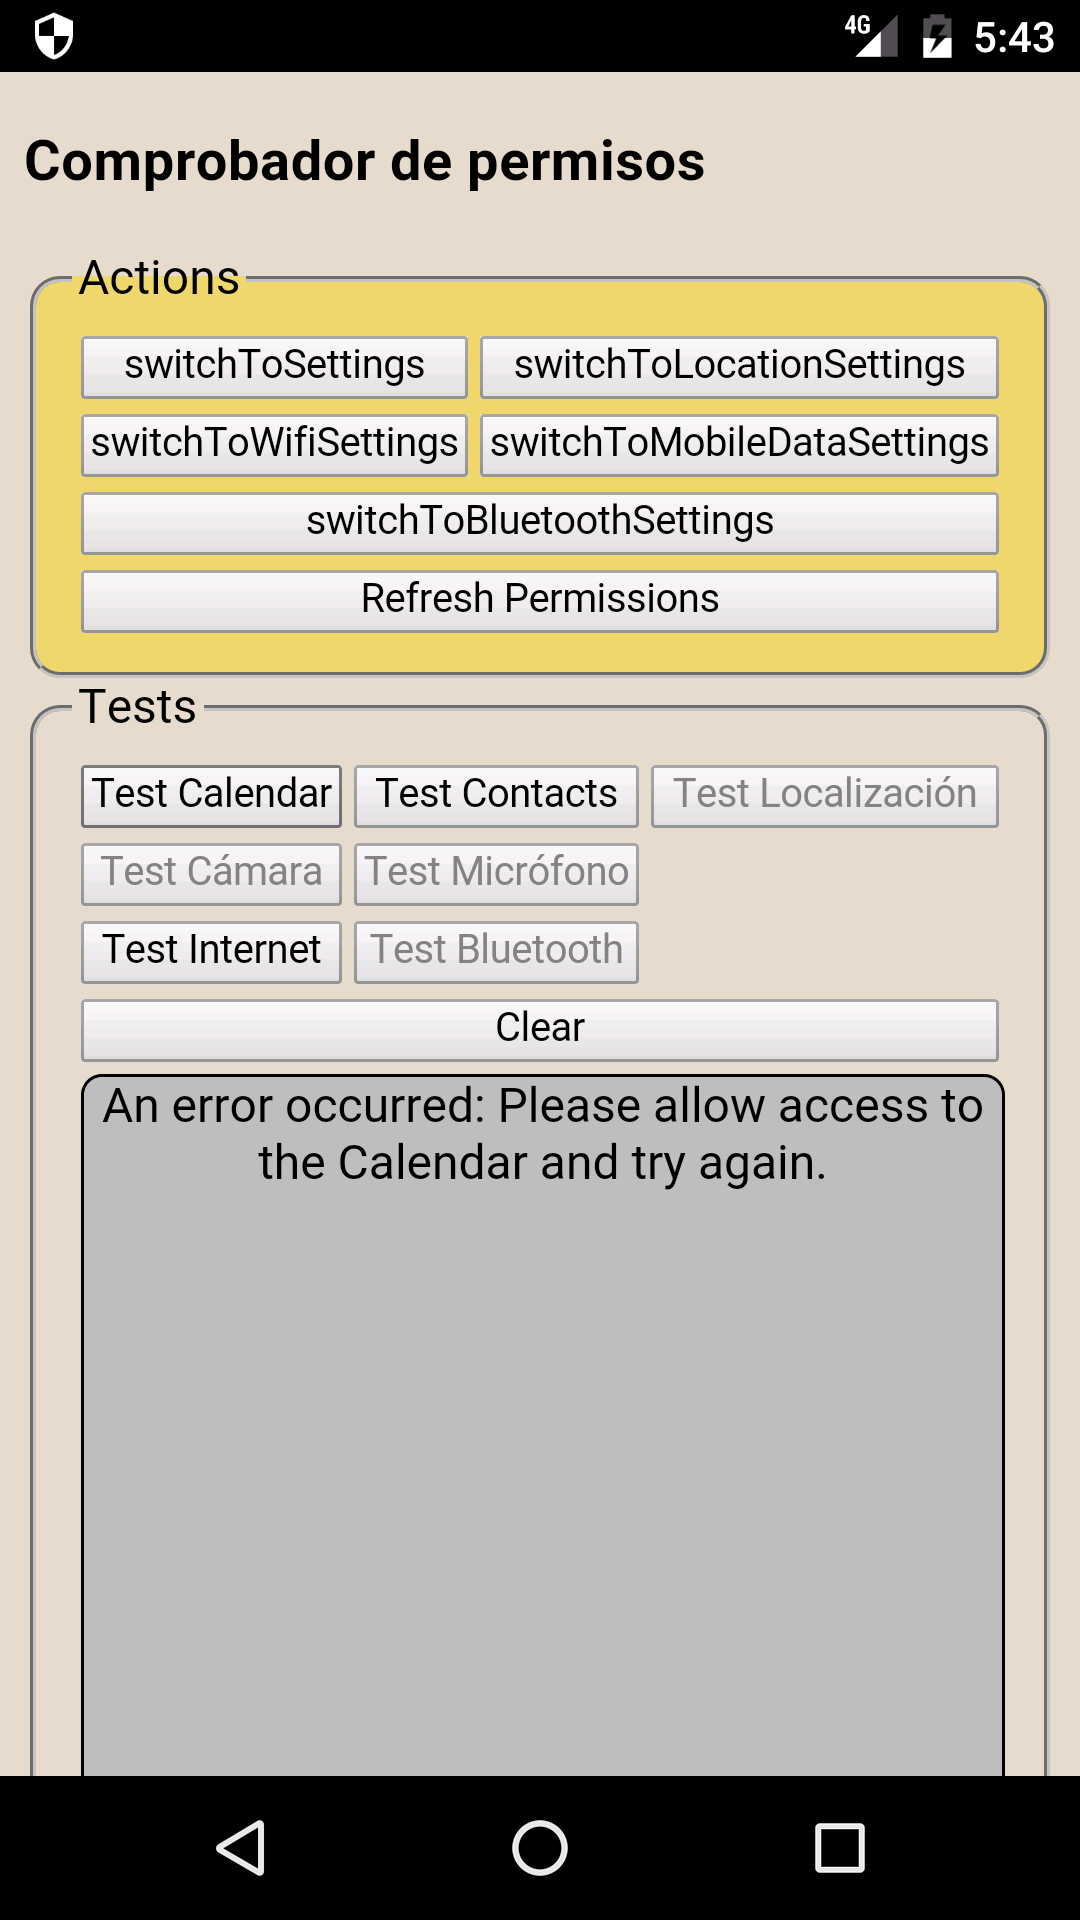 4G 5:43
Comprobador de permisos
Actions
switchToSettings switchToLocationSettings
switchToWifiSettings switchToMobileDataSettings
switchToBluetoothSettings
Refresh Permissions
Tests
Test Calendar Test Contacts Test Localización
Test Cámara Test Micrófono
Test Internet Test Bluetooth
Clear
An error occurred: Please allow access to
the Calendar and try again.